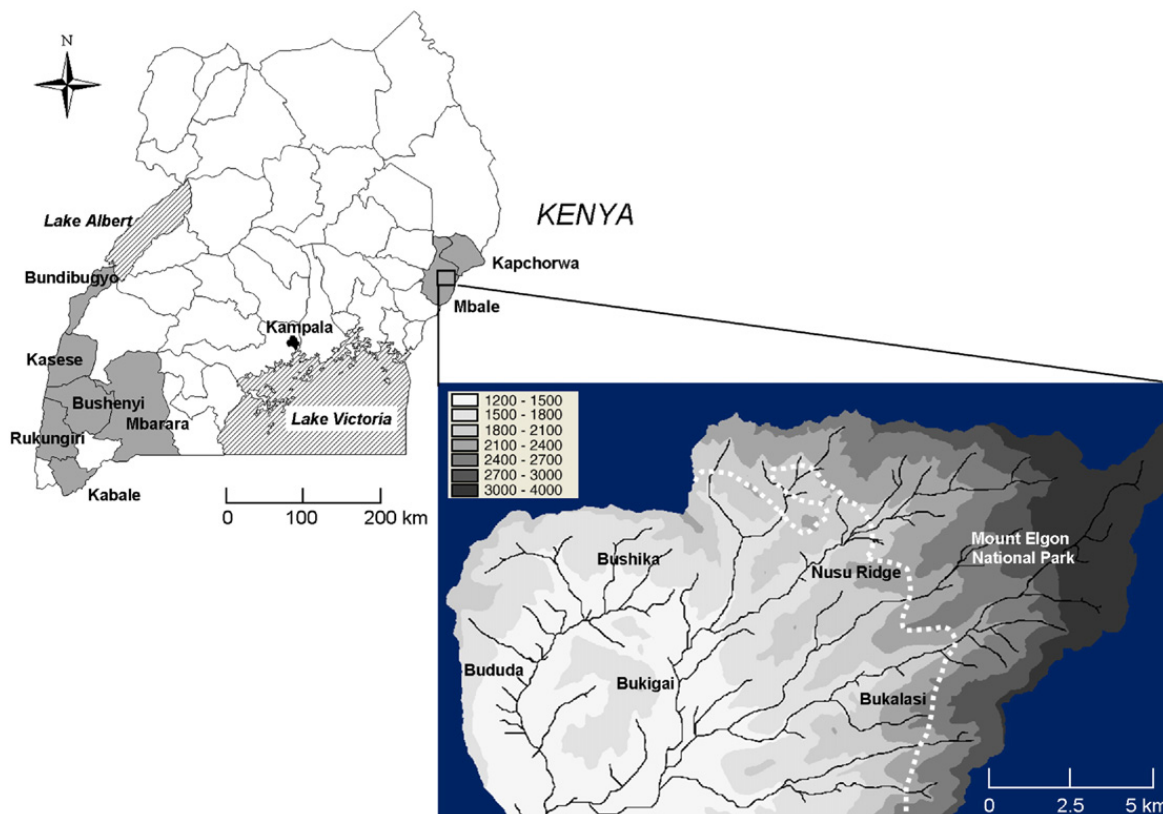 N
Lake Albert
KENYA
Kapchorwa
Bundibugyo
Mbale
Kampala
Kasese
Bushenyi
Mbarara
Lake Victoria
Rukungiri
Kabale
0 100 200 km
1200 - 1500
1500 - 1800
1800 - 2100
2100 - 2400
2400 - 2700
2700 - 3000
3000 - 4000
Mount Elgon
National Park
Bushika
Nusu Ridge
Bududa
Bukigai
Bukalasi
0 2.5 5 km